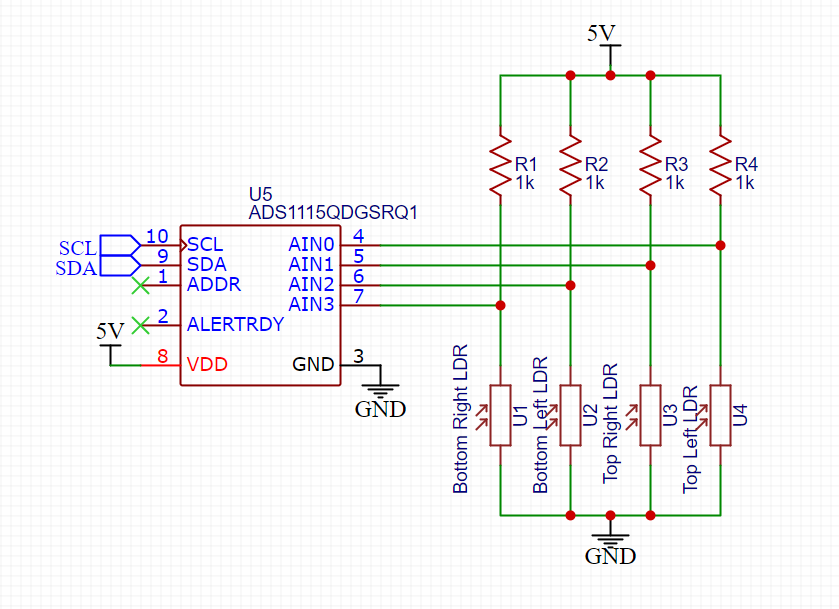 5V
R1
1k
R2
1k
R3
1k
R4
1k
U5
ADS1115QDGSRQ1
SCL
SDA
10
9
1
2
8
SCL
SDA
ADDR
ALERTRDY
VDD
AIN0
AIN1
AIN2
AIN3
GND
4
5
6
7
3
5V
GND
Bottom Right LDR
U1
Bottom Left LDR
U2
Top Right LDR
U3
Top Left LDR
U4
GND